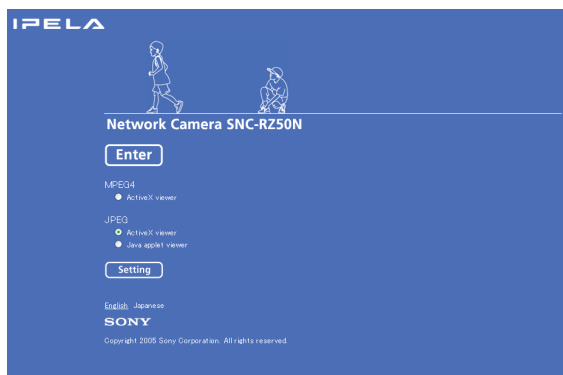 IPELA
Network Camera SNC-RZ50N
Enter
MPEG4
ActiveX viewer
JPEG
ActiveX viewer
Java applet viewer
Setting
English Japanese
SONY
Copyright 2005 Sony Corporation. All rights reserved.